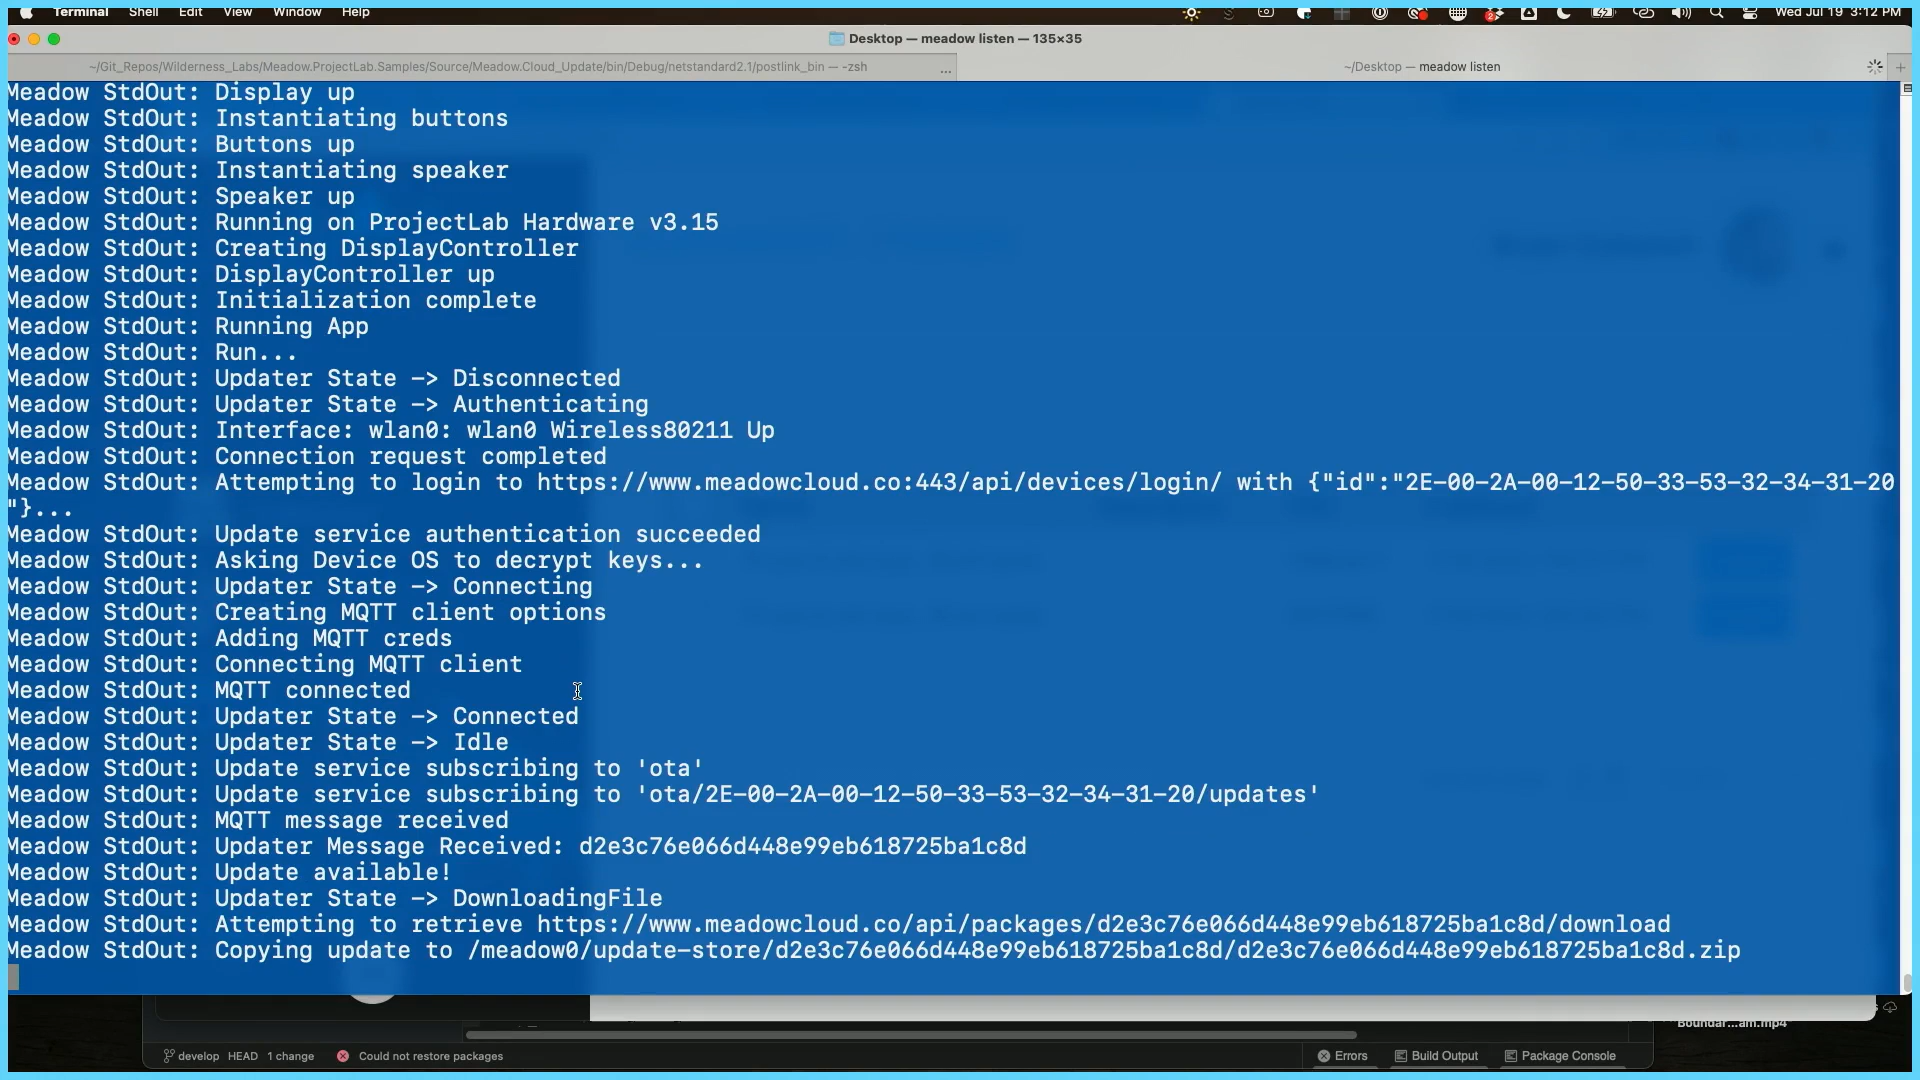 Terminal Shell Edit View Window Help
2
Wed Jul 19 3:12 PM
Desktop — meadow listen — 135×35
~/Git_Repos/Wilderness_Labs/Meadow.ProjectLab.Samples/Source/Meadow.Cloud_Update/bin/Debug/netstandard2.1/postlink_bin — -zsh ... ~/Desktop — meadow listen +
Meadow StdOut: Display up
Meadow StdOut: Instantiating buttons
Meadow StdOut: Buttons up
Meadow StdOut: Instantiating speaker
Meadow StdOut: Speaker up
Meadow StdOut: Running on ProjectLab Hardware v3.15
Meadow StdOut: Creating DisplayController
Meadow StdOut: DisplayController up
Meadow StdOut: Initialization complete
Meadow StdOut: Running App
Meadow StdOut: Run...
Meadow StdOut: Updater State -> Disconnected
Meadow StdOut: Updater State -> Authenticating
Meadow StdOut: Interface: wlan0: wlan0 Wireless80211 Up
Meadow StdOut: Connection request completed
Meadow StdOut: Attempting to login to https://www.meadowcloud.co:443/api/devices/login/ with {"id":"2E-00-2A-00-12-50-33-53-32-34-31-20
"}...
Meadow StdOut: Update service authentication succeeded
Meadow StdOut: Asking Device OS to decrypt keys...
Meadow StdOut: Updater State -> Connecting
Meadow StdOut: Creating MQTT client options
Meadow StdOut: Adding MQTT creds
Meadow StdOut: Connecting MQTT client
Meadow StdOut: MQTT connected
Meadow StdOut: Updater State -> Connected
Meadow StdOut: Updater State -> Idle
Meadow StdOut: Update service subscribing to 'ota'
Meadow StdOut: Update service subscribing to 'ota/2E-00-2A-00-12-50-33-53-32-34-31-20/updates'
Meadow StdOut: MQTT message received
Meadow StdOut: Updater Message Received: d2e3c76e066d448e99eb618725ba1c8d
Meadow StdOut: Update available!
Meadow StdOut: Updater State -> DownloadingFile
Meadow StdOut: Attempting to retrieve https://www.meadowcloud.co/api/packages/d2e3c76e066d448e99eb618725ba1c8d/download
Meadow StdOut: Copying update to /meadow0/update-store/d2e3c76e066d448e99eb618725ba1c8d/d2e3c76e066d448e99eb618725ba1c8d.zip
Boundar...am.mp4
develop HEAD 1 change Could not restore packages Errors Build Output Package Console